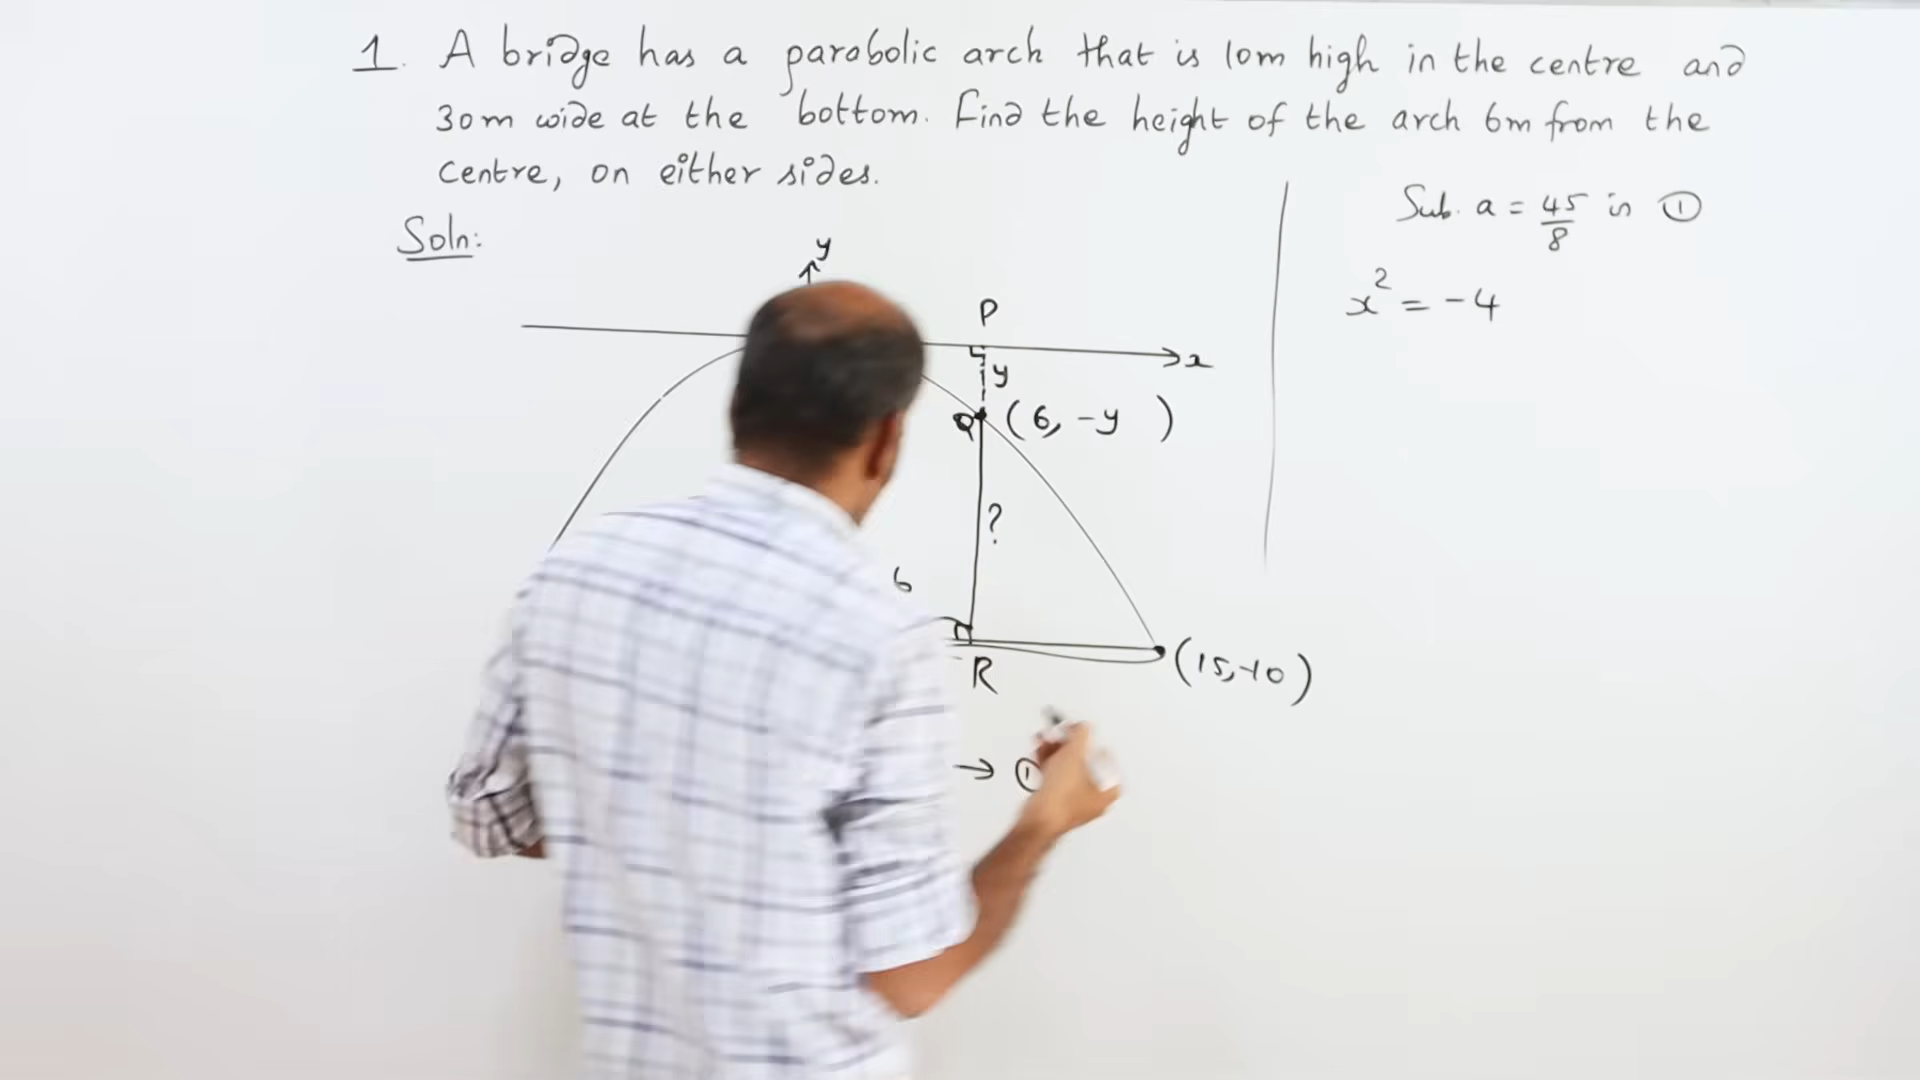 1. A bridge has a parabolic arch that is 10m high in the centre and
30m wide at the bottom. Find the height of the arch 6m from the
centre, on either sides.
Soln:
Sub. a = 45/8 in ①
x² = -4
y
P
x
y
Q (6, -y )
?
6
R
(15,-10)
→ ①